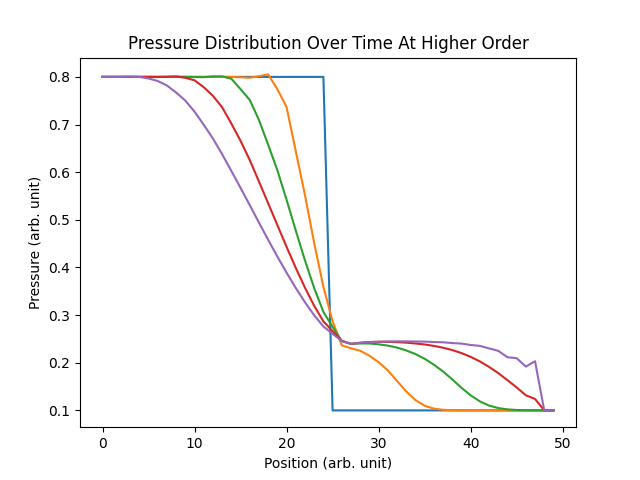 Pressure Distribution Over Time At Higher Order
Pressure (arb. unit)
0.8
0.7
0.6
0.5
0.4
0.3
0.2
0.1
0 10 20 30 40 50
Position (arb. unit)